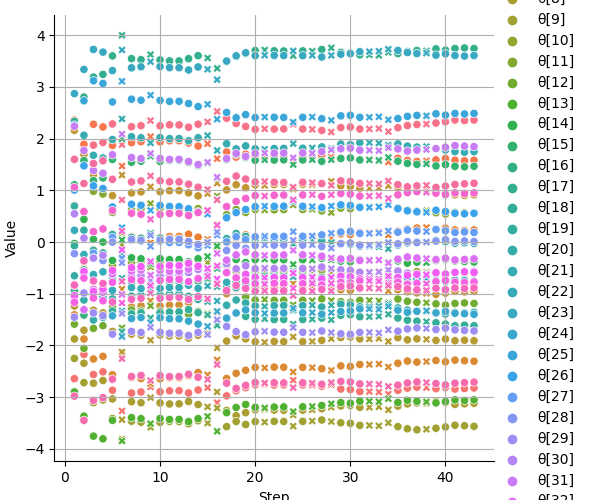 Value
4
3
2
1
0
−1
−2
−3
−4
0
10
20
30
40
Step
θ[9]
θ[10]
θ[11]
θ[12]
θ[13]
θ[14]
θ[15]
θ[16]
θ[17]
θ[18]
θ[19]
θ[20]
θ[21]
θ[22]
θ[23]
θ[24]
θ[25]
θ[26]
θ[27]
θ[28]
θ[29]
θ[30]
θ[31]